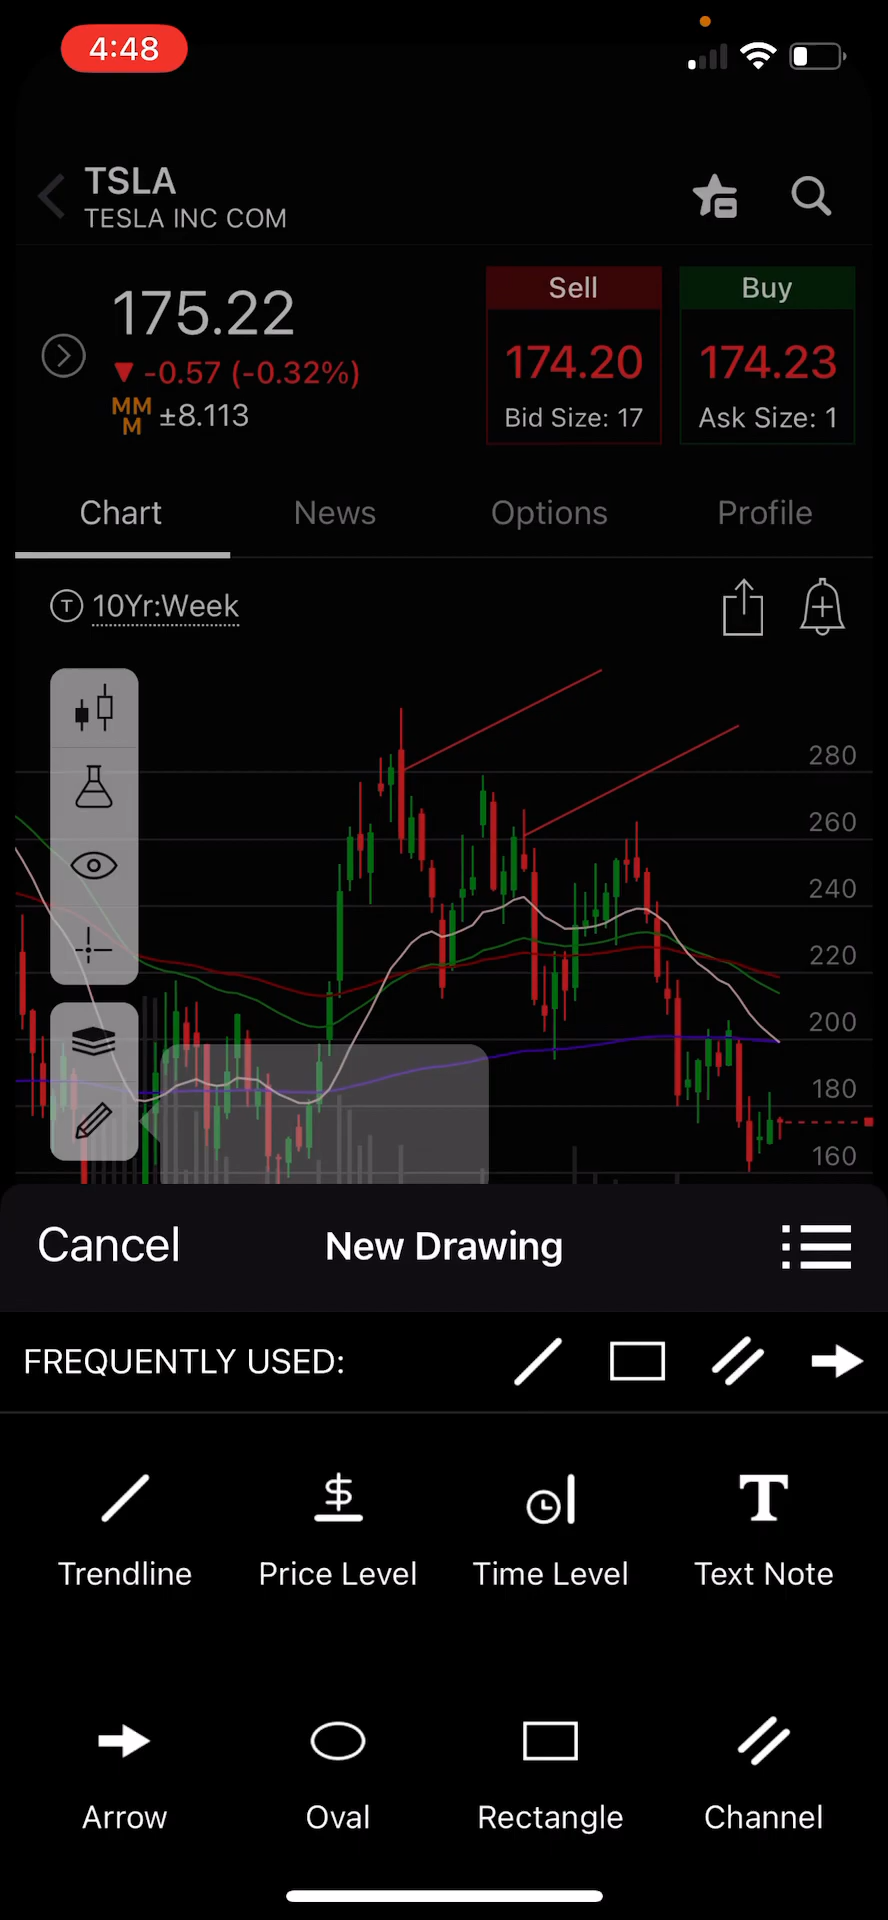 4:48
TSLA
TESLA INC COM
175.22
-0.57 (-0.32%)
MM
M
±8.113
Sell
174.20
Bid Size: 17
Buy
174.23
Ask Size: 1
Chart
News
Options
Profile
T
10Yr:Week
280
260
240
220
200
180
160
Cancel
New Drawing
FREQUENTLY USED:
Trendline
$
Price Level
Time Level
T
Text Note
Arrow
Oval
Rectangle
Channel